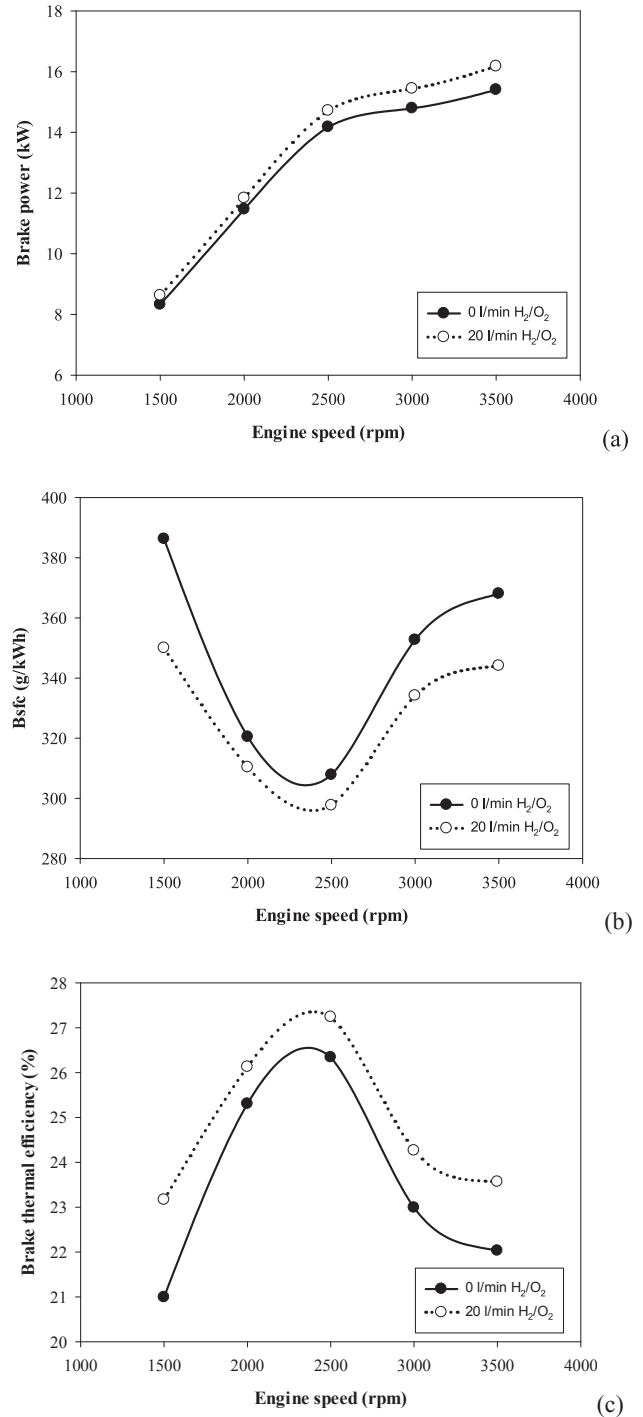 18
16
14
12
10
8
6
Brake power (kW)
0 l/min H₂/O₂
20 l/min H₂/O₂
1000 1500 2000 2500 3000 3500 4000
Engine speed (rpm)
(a)
400
380
360
340
320
300
280
Bsfc (g/kWh)
0 l/min H₂/O₂
20 l/min H₂/O₂
1000 1500 2000 2500 3000 3500 4000
Engine speed (rpm)
(b)
28
27
26
25
24
23
22
21
20
Brake thermal efficiency (%)
0 l/min H₂/O₂
20 l/min H₂/O₂
1000 1500 2000 2500 3000 3500 4000
Engine speed (rpm)
(c)